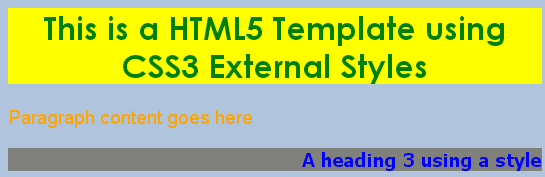 This is a HTML5 Template using
CSS3 External Styles
Paragraph content goes here
A heading 3 using a style